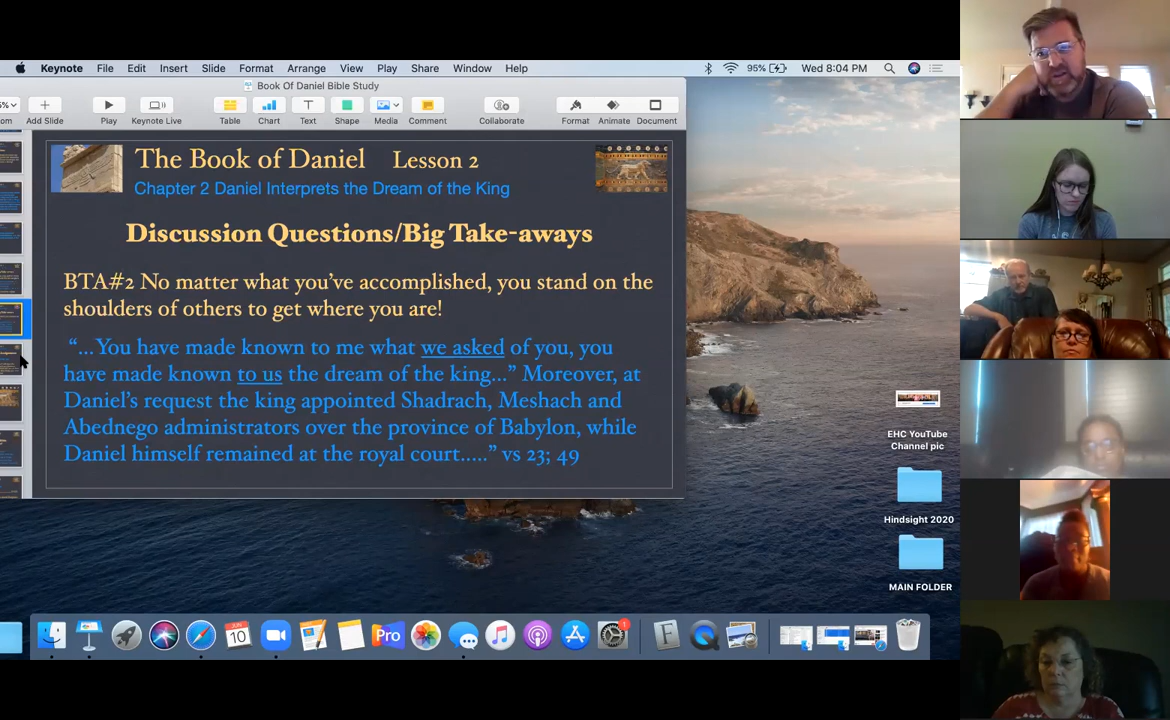 Keynote File Edit Insert Slide Format Arrange View Play Share Window Help 95% Wed 8:04 PM
Book Of Daniel Bible Study
Add Slide Play Keynote Live Table Chart Text Shape Media Comment Collaborate Format Animate Document
The Book of Daniel Lesson 2
Chapter 2 Daniel Interprets the Dream of the King
Discussion Questions/Big Take-aways
BTA#2 No matter what you've accomplished, you stand on the
shoulders of others to get where you are!
“...You have made known to me what we asked of you, you
have made known to us the dream of the king...” Moreover, at
Daniel's request the king appointed Shadrach, Meshach and
Abednego administrators over the province of Babylon, while
Daniel himself remained at the royal court.....” vs 23; 49
EHC YouTube
Channel pic
Hindsight 2020
MAIN FOLDER
JUN
10
Pro
1
F